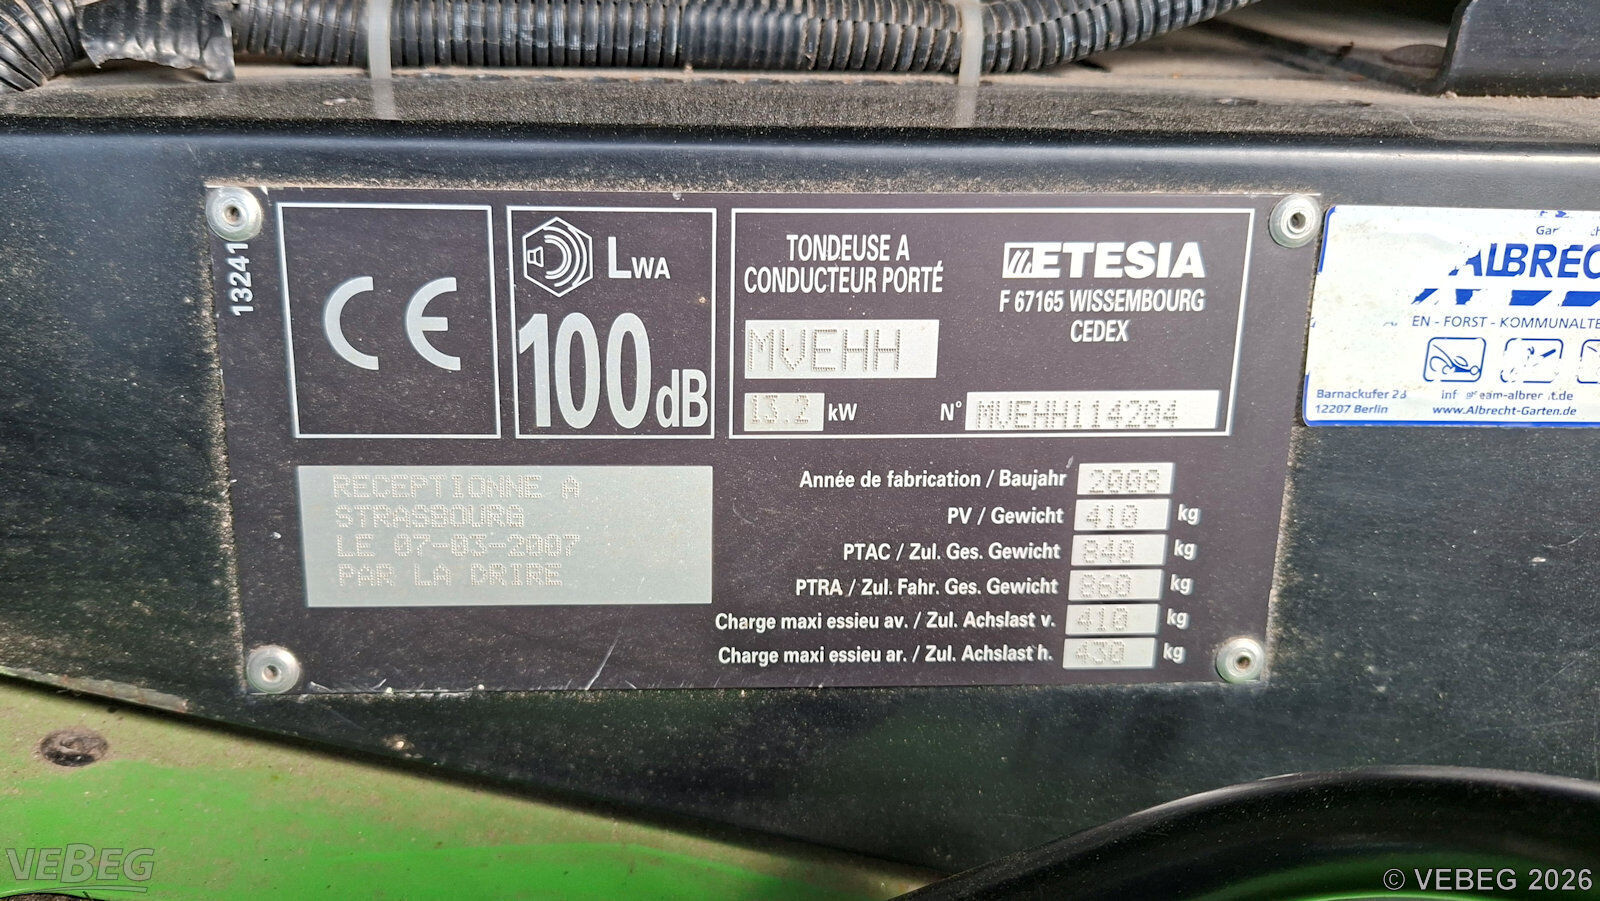 13241
CE
LWA
100dB
TONDEUSE A
CONDUCTEUR PORTÉ
MVEHH
13.2 kW
ETESIA
F 67165 WISSEMBOURG
CEDEX
N° MVEHH114204
RECEPTIONNE A
STRASBOURG
LE 07-03-2007
PAR LA DRIRE
Année de fabrication / Baujahr 2008
PV / Gewicht 410 kg
PTAC / Zul. Ges. Gewicht 840 kg
PTRA / Zul. Fahr. Ges. Gewicht 860 kg
Charge maxi essieu av. / Zul. Achslast v. 410 kg
Charge maxi essieu ar. / Zul. Achslast h. 430 kg
ALBREC
EN - FORST - KOMMUNALTE
Barnackufer
12207 Berlin
www.Albrecht-Garten.de
VEBEG
© VEBEG 2026